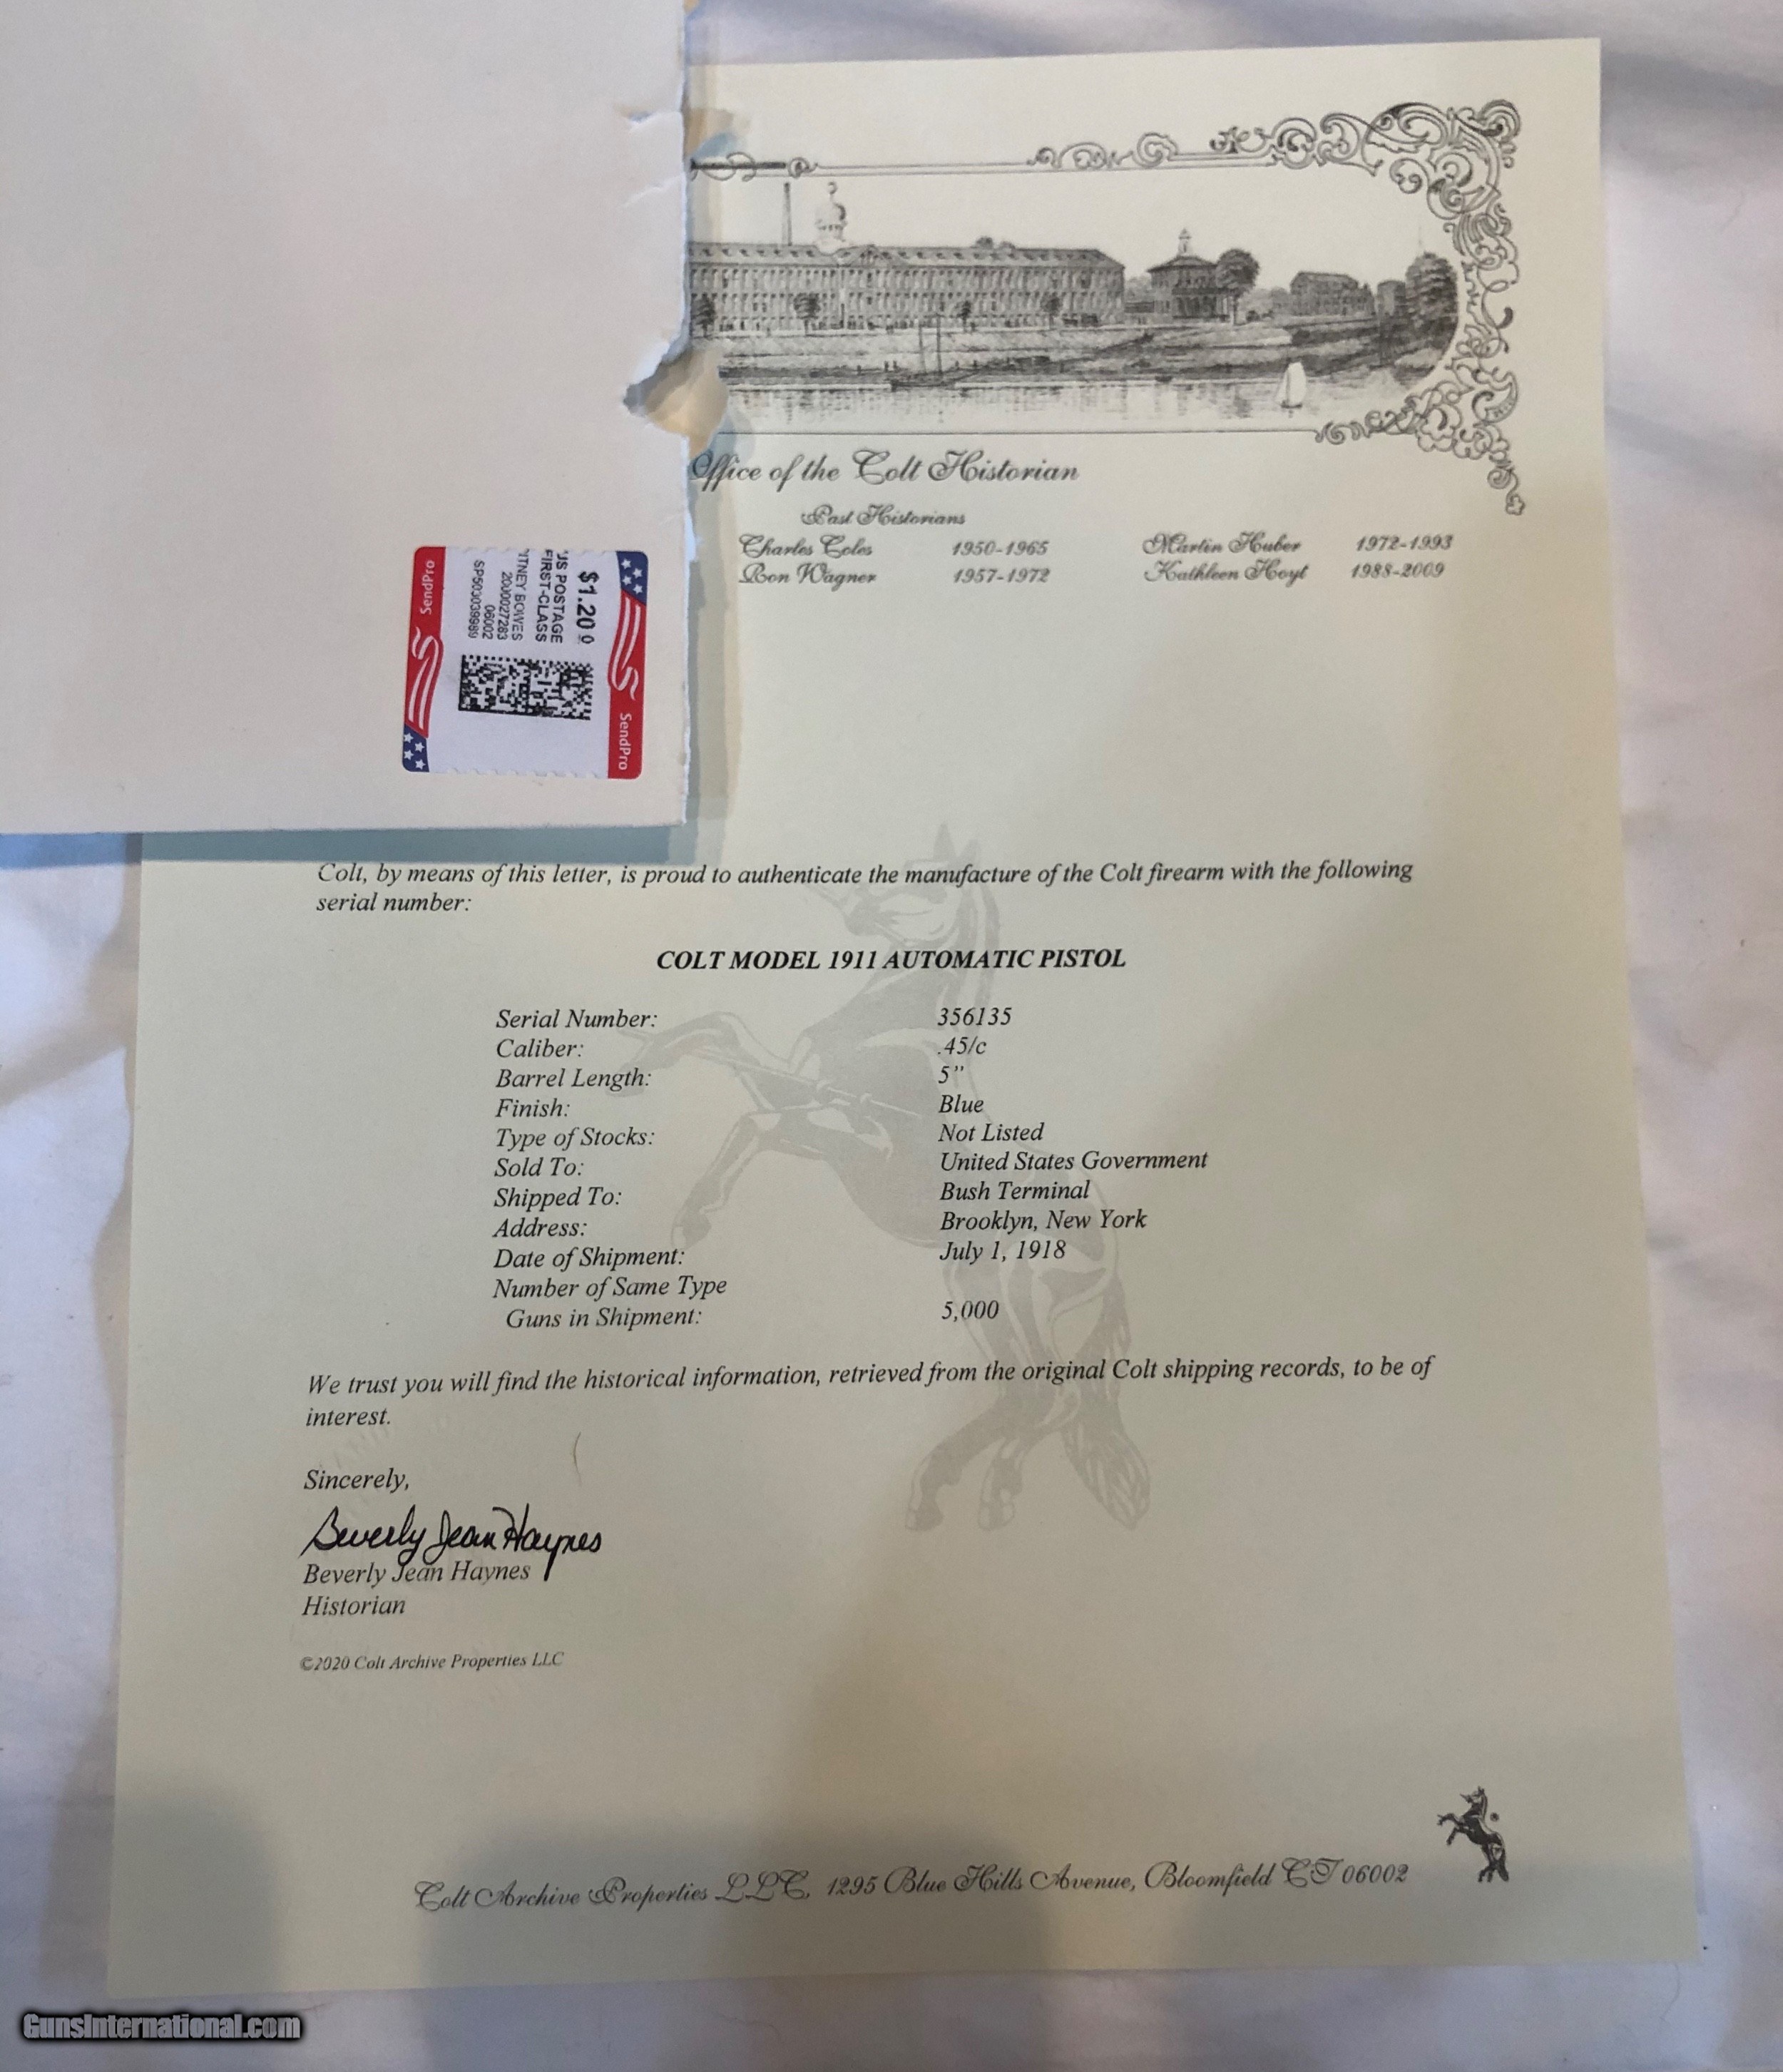 Office of the Colt Historian
Past Historians
Charles Coles 1950-1965 Martin Huber 1972-1993
Ron Wagner 1957-1972 Kathleen Hoyt 1988-2009
SendPro
$1.20 0
US POSTAGE
FIRST-CLASS
ITNEY BOWES
06002
SendPro
Colt, by means of this letter, is proud to authenticate the manufacture of the Colt firearm with the following
serial number:
COLT MODEL 1911 AUTOMATIC PISTOL
Serial Number: 356135
Caliber: .45/c
Barrel Length: 5"
Finish: Blue
Type of Stocks: Not Listed
Sold To: United States Government
Shipped To: Bush Terminal
Address: Brooklyn, New York
Date of Shipment: July 1, 1918
Number of Same Type
Guns in Shipment: 5,000
We trust you will find the historical information, retrieved from the original Colt shipping records, to be of
interest.
Sincerely,
Beverly Jean Haynes
Beverly Jean Haynes
Historian
©2020 Colt Archive Properties LLC
Colt Archive Properties LLC, 1295 Blue Hills Avenue, Bloomfield CT 06002
GunsInternational.com